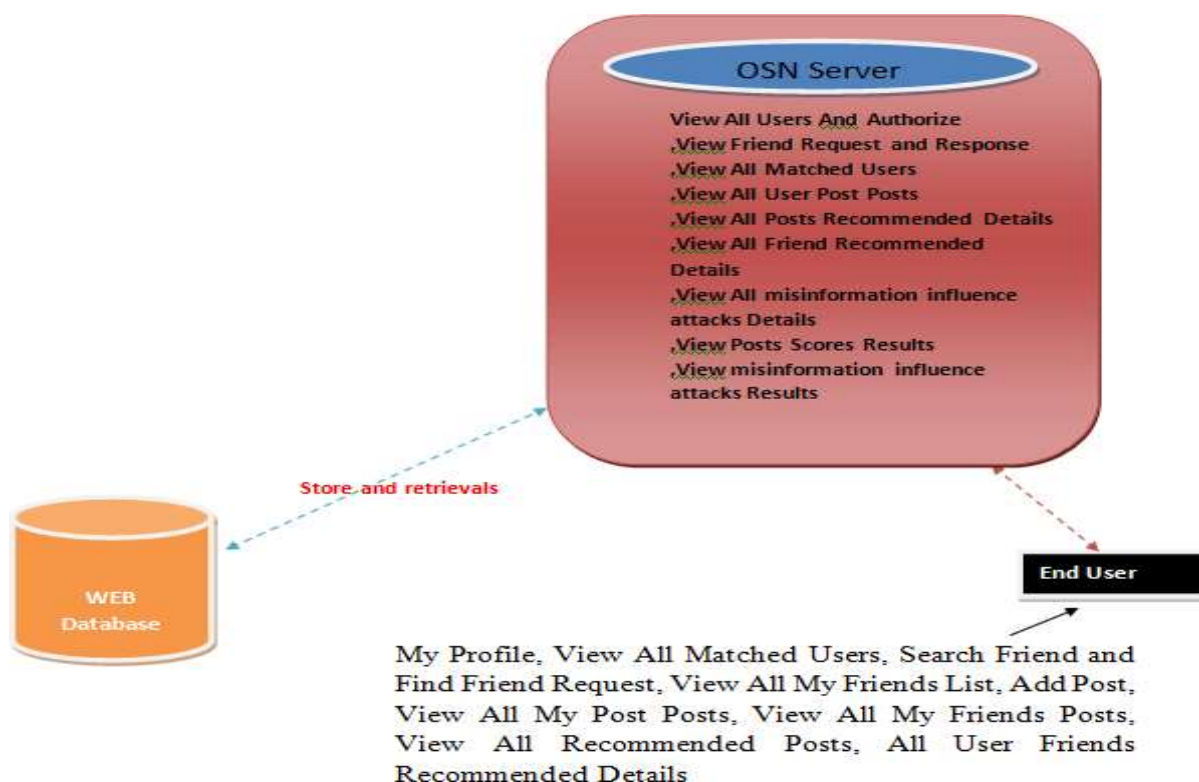 OSN Server
View All Users And Authorize
,View Friend Request and Response
,View All Matched Users
,View All User Post Posts
,View All Posts Recommended Details
,View All Friend Recommended
Details
,View All misinformation influence
attacks Details
,View Posts Scores Results
,View misinformation influence
attacks Results
Store and retrievals
WEB
Database
End User
My Profile, View All Matched Users, Search Friend and
Find Friend Request, View All My Friends List, Add Post,
View All My Post Posts, View All My Friends Posts,
View All Recommended Posts, All User Friends
Recommended Details